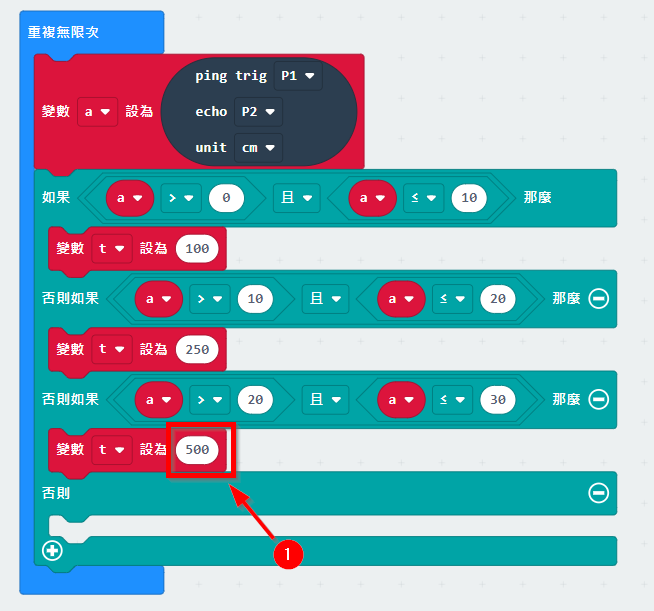 重複無限次
ping trig P1
變數 a 設為 echo P2
unit cm
如果 a > 0 且 a ≤ 10 那麼
變數 t 設為 100
否則如果 a > 10 且 a ≤ 20 那麼
變數 t 設為 250
否則如果 a > 20 且 a ≤ 30 那麼
變數 t 設為 500
否則
1